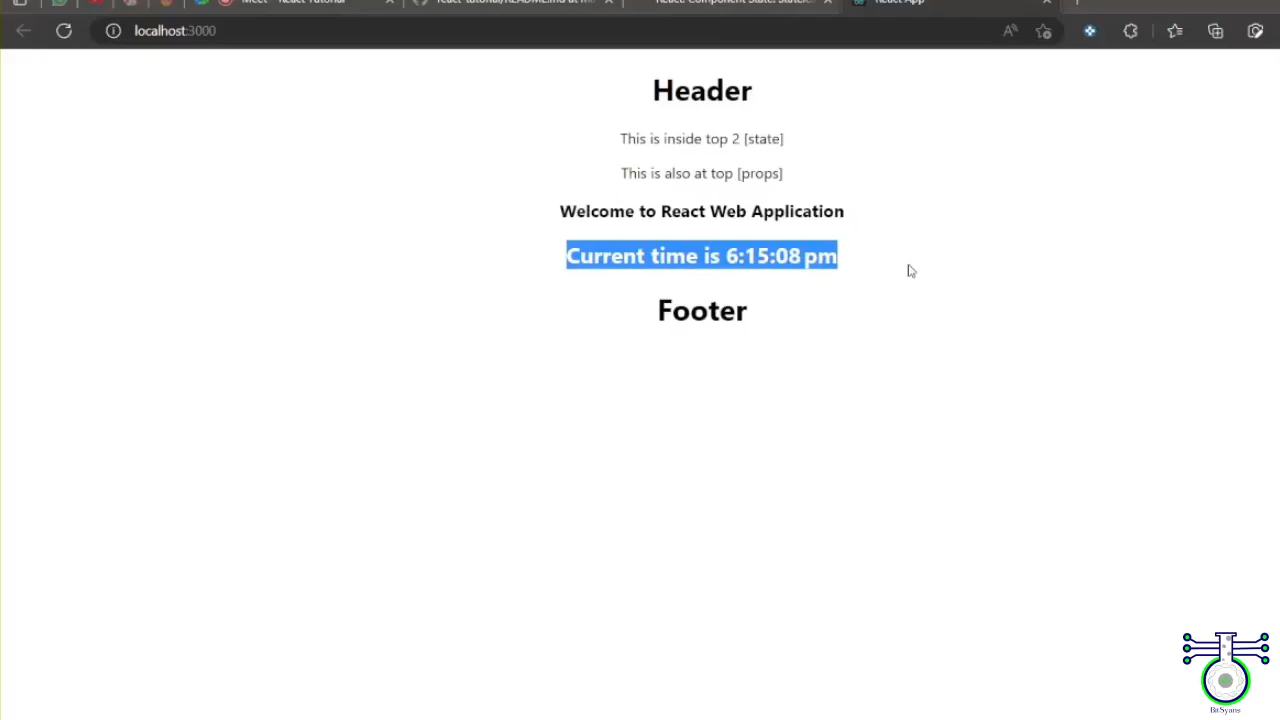 localhost:3000
Header
This is inside top 2 [state]
This is also at top [props]
Welcome to React Web Application
Current time is 6:15:08 pm
Footer
BitSyans